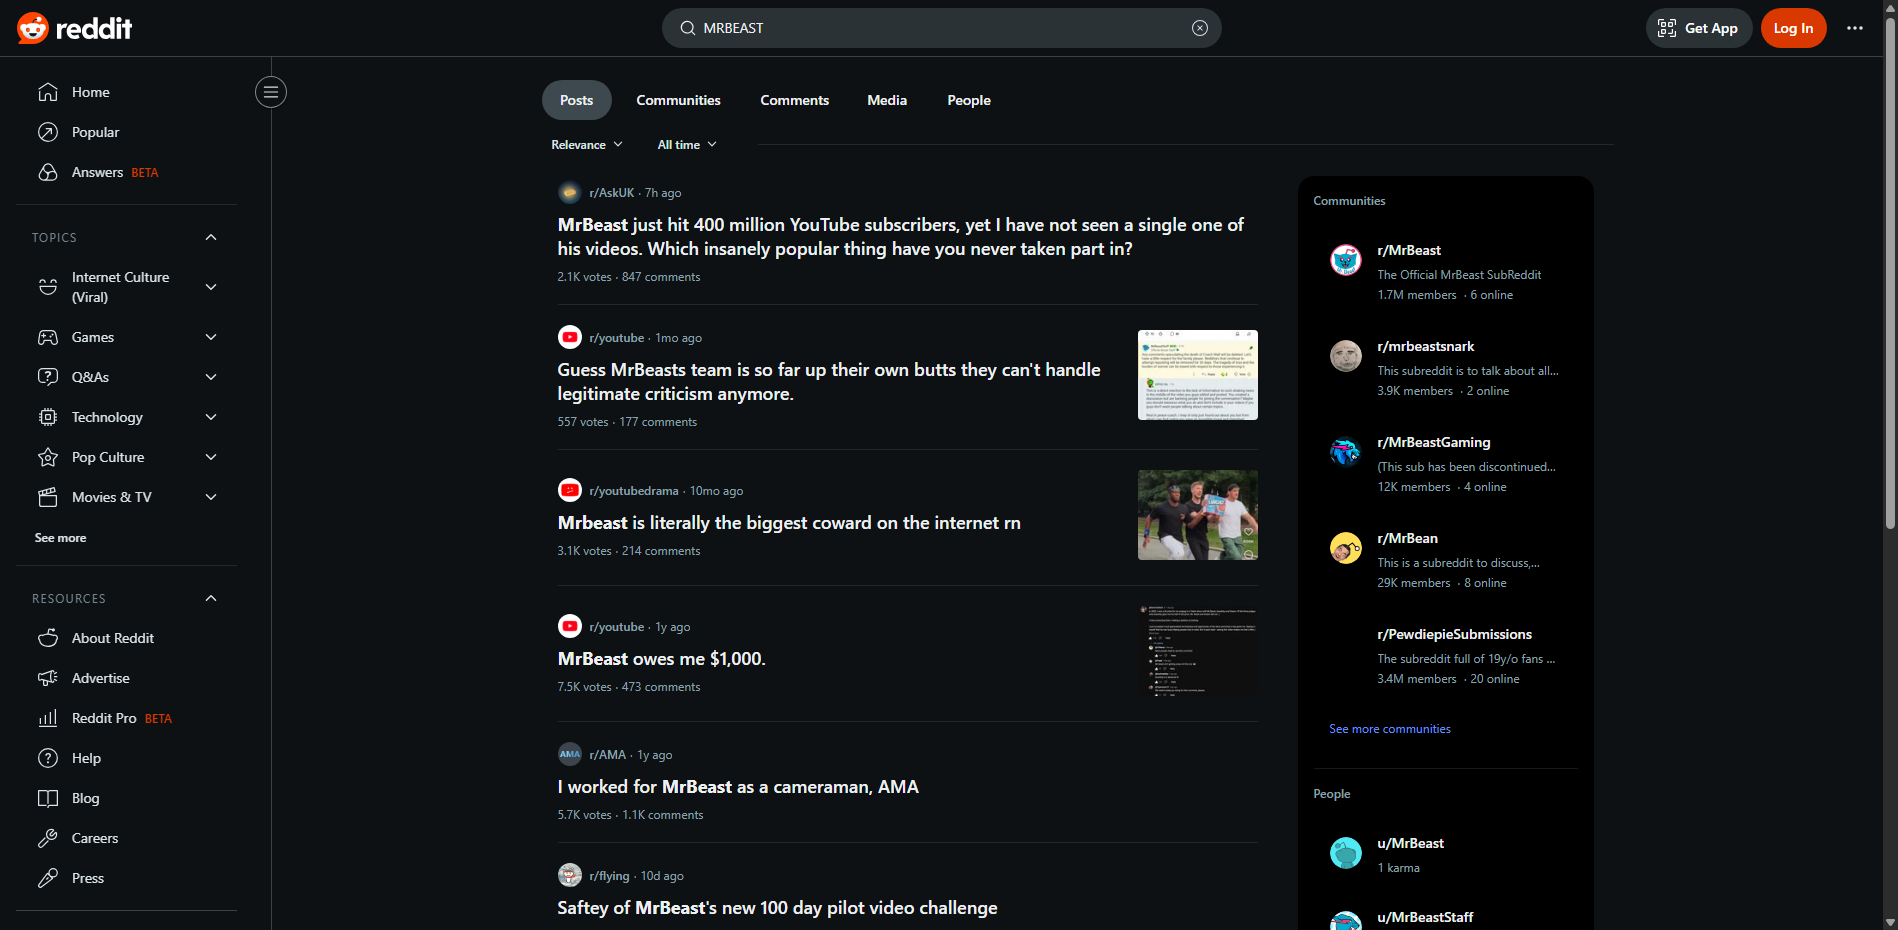 reddit
MRBEAST
Get App
Log In
Home
Popular
Answers BETA
TOPICS
Internet Culture
(Viral)
Games
Q&As
Technology
Pop Culture
Movies & TV
See more
RESOURCES
About Reddit
Advertise
Reddit Pro BETA
Help
Blog
Careers
Press
Posts
Communities
Comments
Media
People
Relevance
All time
r/AskUK · 7h ago
MrBeast just hit 400 million YouTube subscribers, yet I have not seen a single one of
his videos. Which insanely popular thing have you never taken part in?
2.1K votes · 847 comments
r/youtube · 1mo ago
Guess MrBeasts team is so far up their own butts they can't handle
legitimate criticism anymore.
557 votes · 177 comments
r/youtubedrama · 10mo ago
Mrbeast is literally the biggest coward on the internet rn
3.1K votes · 214 comments
r/youtube · 1y ago
MrBeast owes me $1,000.
7.5K votes · 473 comments
AMA
r/AMA · 1y ago
I worked for MrBeast as a cameraman, AMA
5.7K votes · 1.1K comments
r/flying · 10d ago
Saftey of MrBeast's new 100 day pilot video challenge
Communities
r/MrBeast
The Official MrBeast SubReddit
1.7M members · 6 online
r/mrbeastsnark
This subreddit is to talk about all...
3.9K members · 2 online
r/MrBeastGaming
(This sub has been discontinued...
12K members · 4 online
r/MrBean
This is a subreddit to discuss,...
29K members · 8 online
r/PewdiepieSubmissions
The subreddit full of 19y/o fans ...
3.4M members · 20 online
See more communities
People
u/MrBeast
1 karma
u/MrBeastStaff